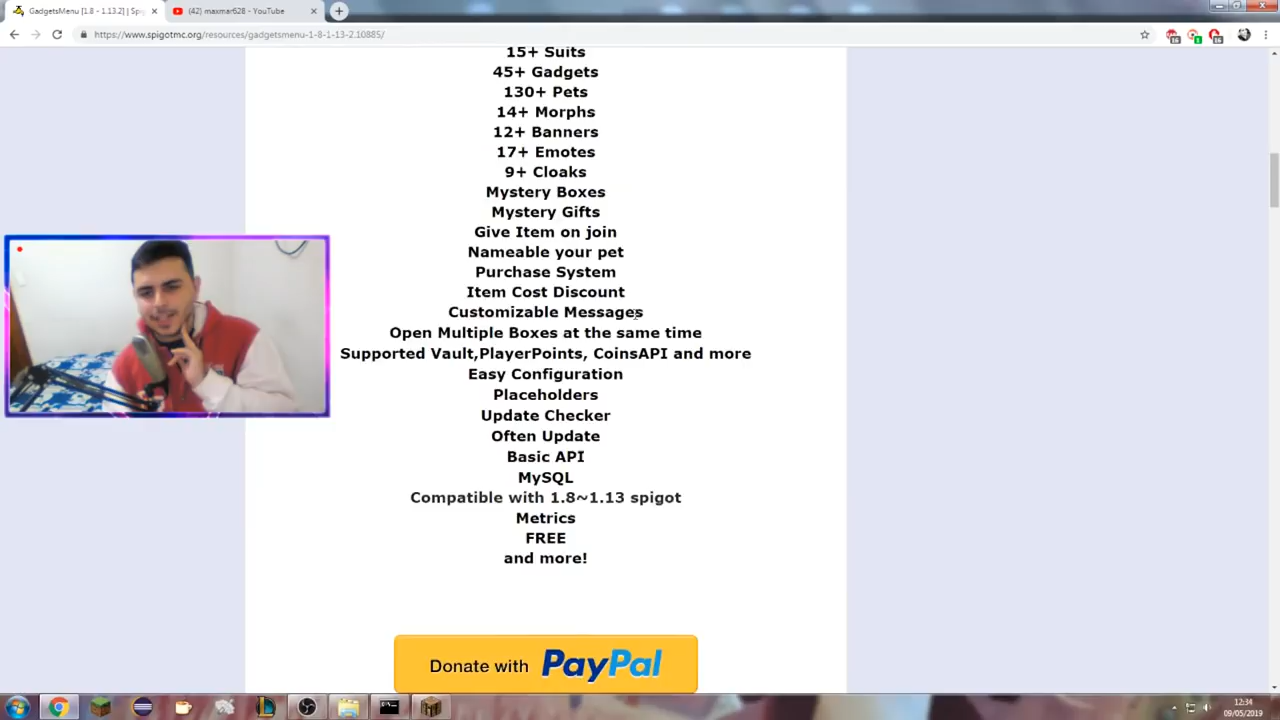 GadgetsMenu [1.8 - 1.13.2] | Spi
(42) maxmar628 - YouTube
https://www.spigotmc.org/resources/gadgetsmenu-1-8-1-13-2.10885/
15+ Suits
45+ Gadgets
130+ Pets
14+ Morphs
12+ Banners
17+ Emotes
9+ Cloaks
Mystery Boxes
Mystery Gifts
Give Item on join
Nameable your pet
Purchase System
Item Cost Discount
Customizable Messages
Open Multiple Boxes at the same time
Supported Vault,PlayerPoints, CoinsAPI and more
Easy Configuration
Placeholders
Update Checker
Often Update
Basic API
MySQL
Compatible with 1.8~1.13 spigot
Metrics
FREE
and more!
Donate with PayPal
12:34
09/05/2019